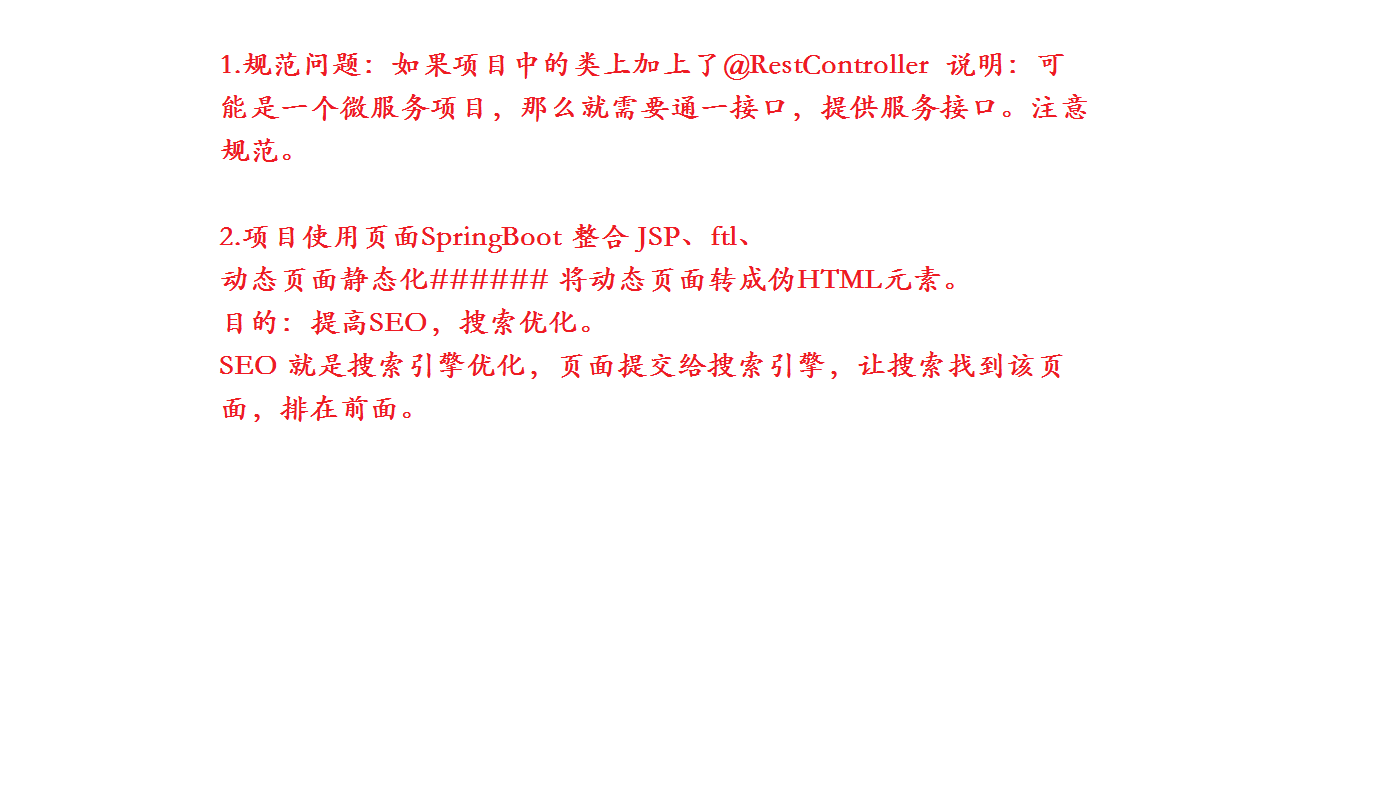 1.规范问题：如果项目中的类上加上了@RestController 说明：可
能是一个微服务项目，那么就需要通一接口，提供服务接口。注意
规范。
2.项目使用页面SpringBoot 整合 JSP、ftl、
动态页面静态化###### 将动态页面转成伪HTML元素。
目的：提高SEO，搜索优化。
SEO 就是搜索引擎优化，页面提交给搜索引擎，让搜索找到该页
面，排在前面。